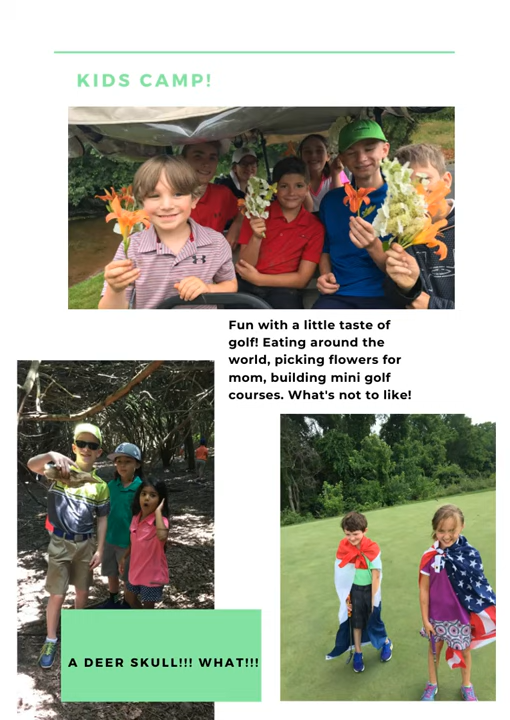 KIDS CAMP!
Fun with a little taste of
golf! Eating around the
world, picking flowers for
mom, building mini golf
courses. What's not to like!
A DEER SKULL!!! WHAT!!!